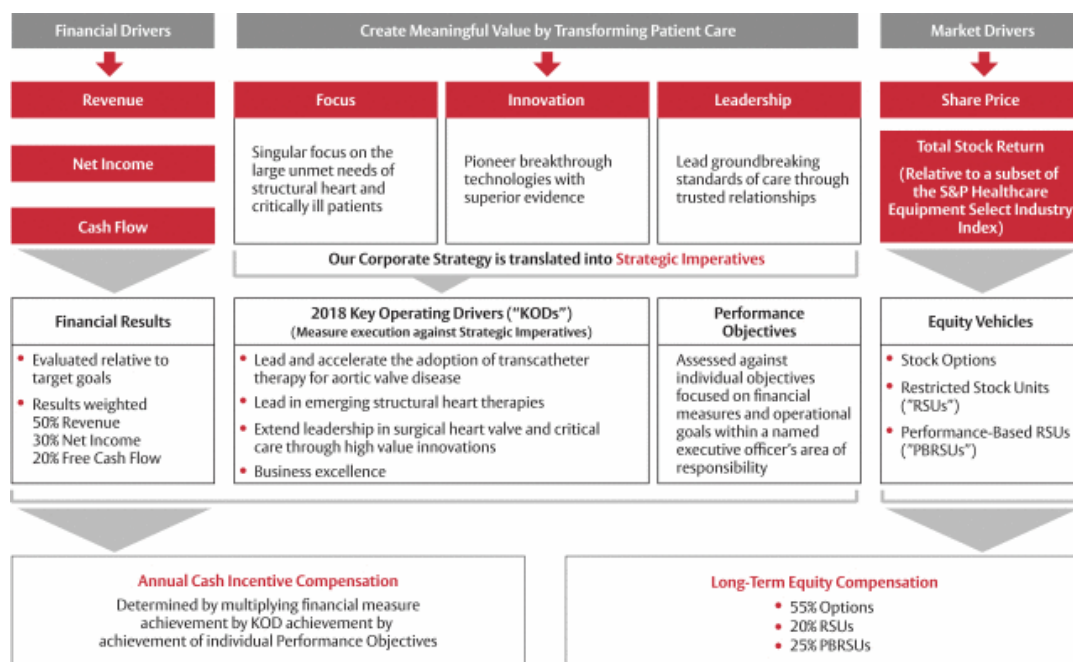 Financial Drivers
Create Meaningful Value by Transforming Patient Care
Market Drivers
Revenue
Net Income
Cash Flow
Focus
Singular focus on the
large unmet needs of
structural heart and
critically ill patients
Innovation
Pioneer breakthrough
technologies with
superior evidence
Leadership
Lead groundbreaking
standards of care through
trusted relationships
Share Price
Total Stock Return
(Relative to a subset of
the S&P Healthcare
Equipment Select Industry
Index)
Our Corporate Strategy is translated into Strategic Imperatives
Financial Results
• Evaluated relative to
target goals
• Results weighted
50% Revenue
30% Net Income
20% Free Cash Flow
2018 Key Operating Drivers (“KODs”)
(Measure execution against Strategic Imperatives)
• Lead and accelerate the adoption of transcatheter
therapy for aortic valve disease
• Lead in emerging structural heart therapies
• Extend leadership in surgical heart valve and critical
care through high value innovations
• Business excellence
Performance
Objectives
Assessed against
individual objectives
focused on financial
measures and operational
goals within a named
executive officer’s area of
responsibility
Equity Vehicles
• Stock Options
• Restricted Stock Units
(“RSUs”)
• Performance-Based RSUs
(“PBRSUs”)
Annual Cash Incentive Compensation
Determined by multiplying financial measure
achievement by KOD achievement by
achievement of individual Performance Objectives
Long-Term Equity Compensation
• 55% Options
• 20% RSUs
• 25% PBRSUs